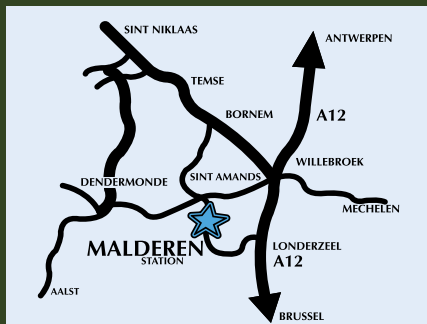 SINT NIKLAAS
ANTWERPEN
TEMSE
BORNEM
A12
WILLEBROEK
SINT AMANDS
DENDERMONDE
MECHELEN
MALDEREN
STATION
LONDERZEEL
A12
AALST
BRUSSEL